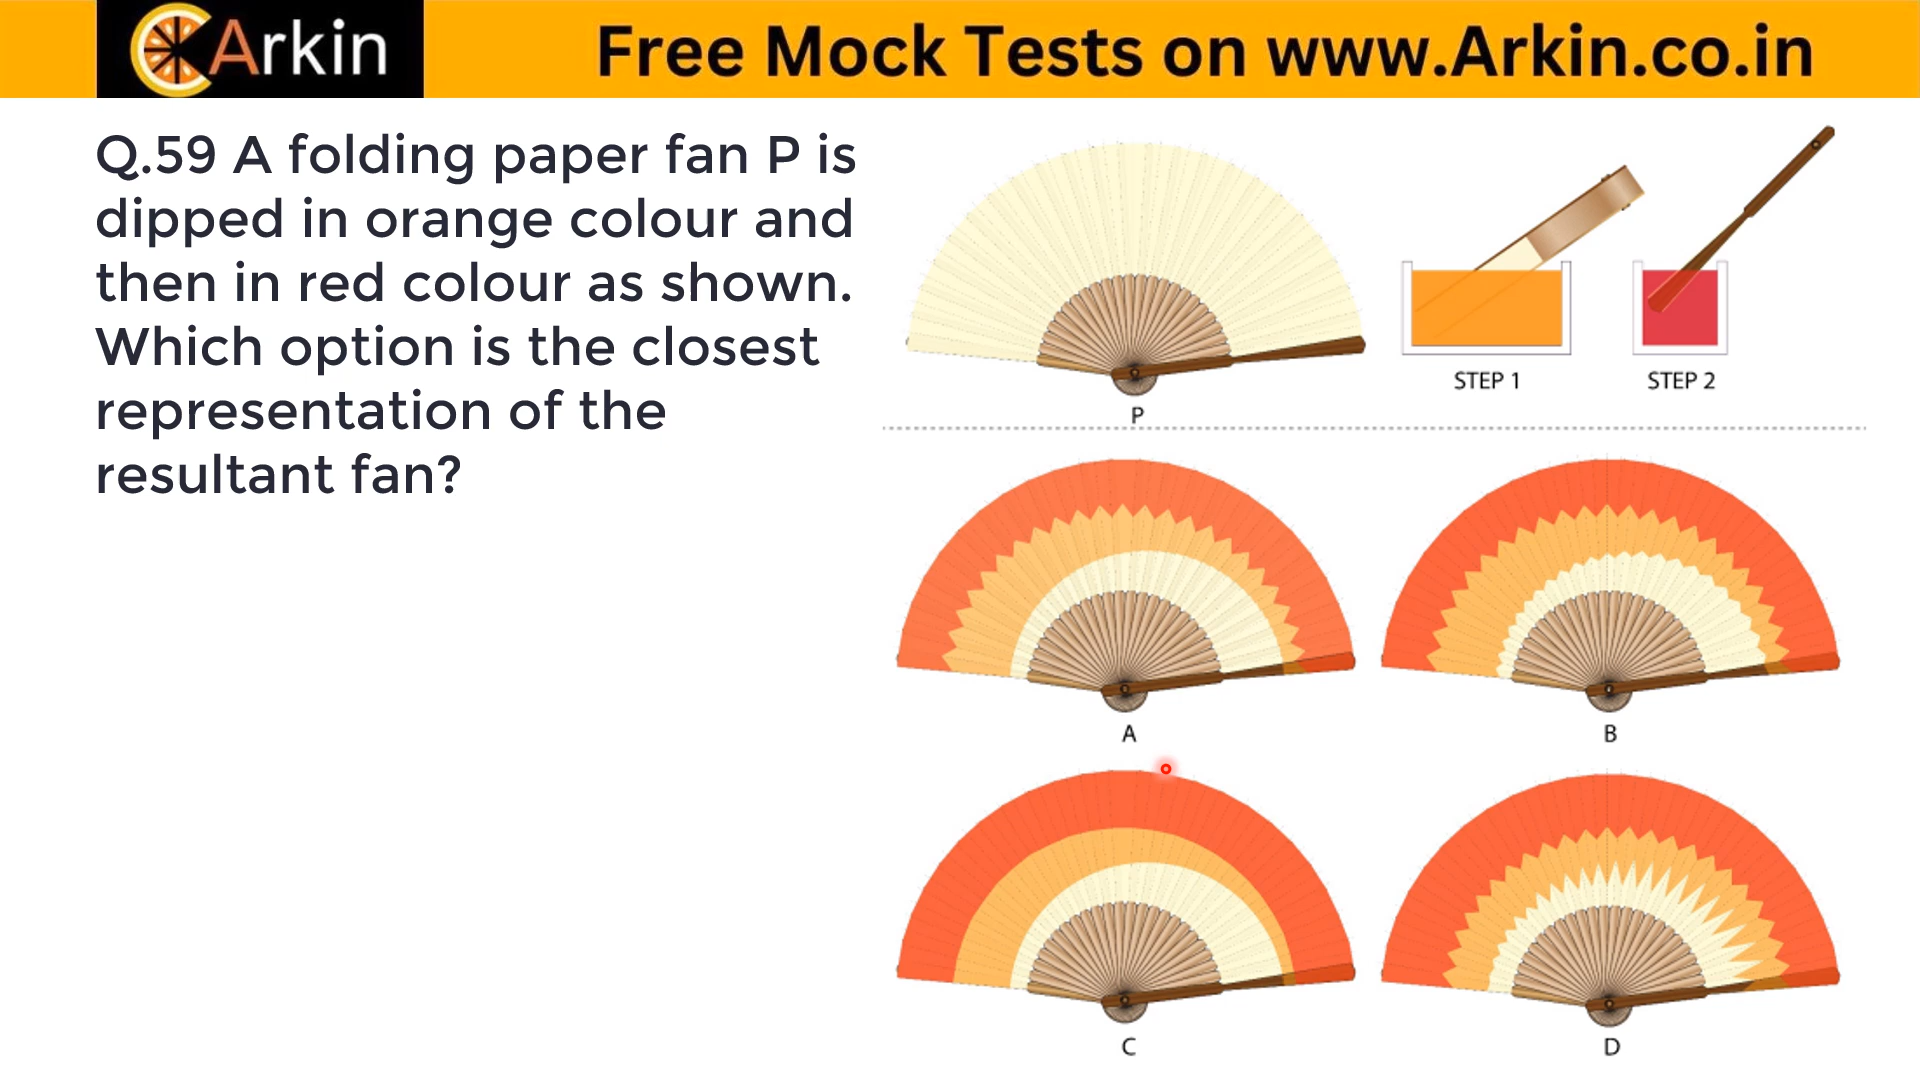 Arkin
Free Mock Tests on www.Arkin.co.in
Q.59 A folding paper fan P is
dipped in orange colour and
then in red colour as shown.
Which option is the closest
representation of the
resultant fan?
STEP 1
STEP 2
P
A
B
C
D